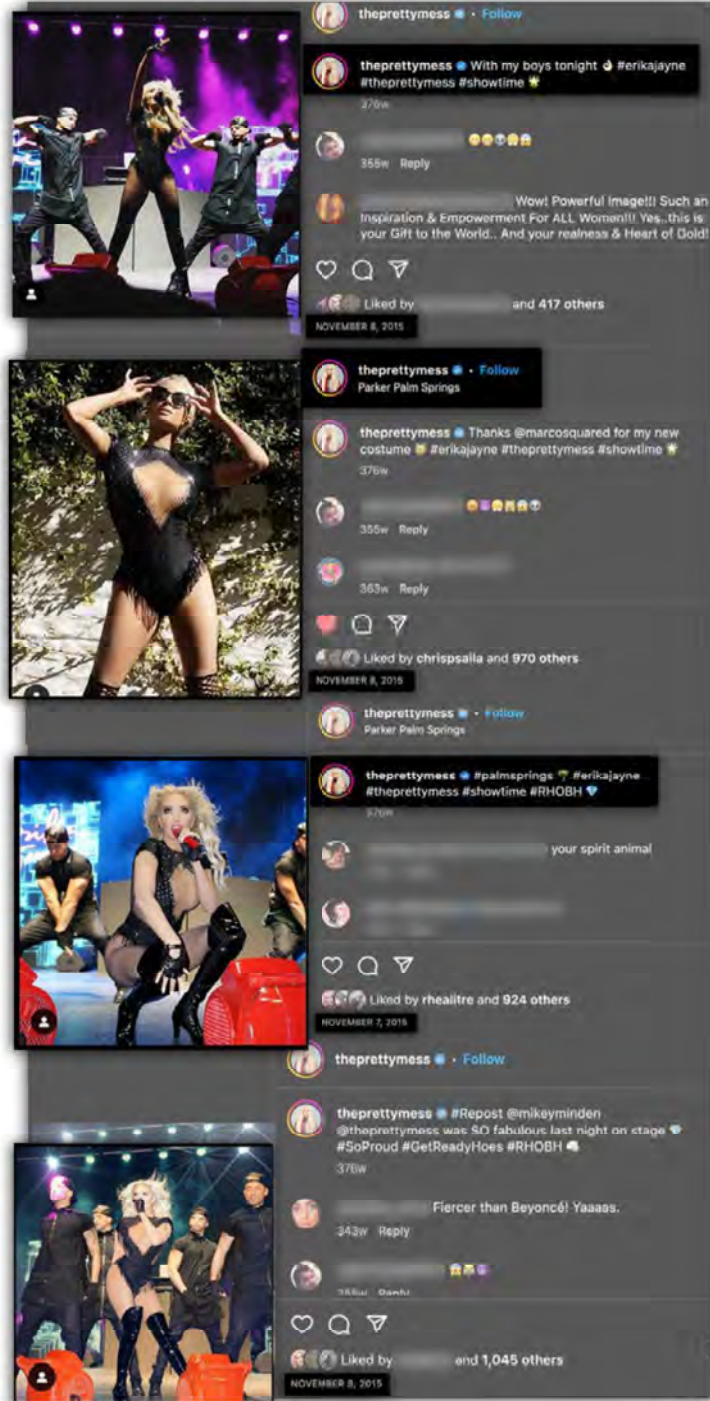 theprettymess • Follow
theprettymess With my boys tonight 👌 #erikajayne
#theprettymess #showtime 🌟
376w
355w Reply
Wow! Powerful Image!!! Such an
Inspiration & Empowerment For ALL Women!!! Yes..this is
your Gift to the World.. And your realness & Heart of Gold!
Liked by and 417 others
NOVEMBER 8, 2015
theprettymess • Follow
Parker Palm Springs
theprettymess Thanks @marcosquared for my new
costume #erikajayne #theprettymess #showtime 🌟
376w
355w Reply
363w Reply
Liked by chrispsaila and 970 others
NOVEMBER 8, 2015
theprettymess • Follow
Parker Palm Springs
theprettymess #palmsprings 🌴 #erikajayne
#theprettymess #showtime #RHOBH 💎
376w
your spirit animal
Liked by rhealitre and 924 others
NOVEMBER 7, 2015
theprettymess • Follow
theprettymess #Repost @mikeyminden
@theprettymess was SO fabulous last night on stage 💎
#SoProud #GetReadyHoes #RHOBH
376w
Fiercer than Beyoncé! Yaaass.
343w Reply
Reply
Liked by and 1,045 others
NOVEMBER 8, 2015